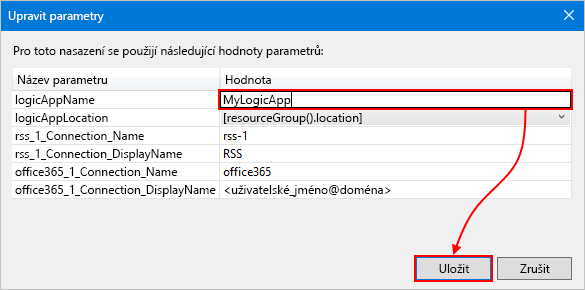 Upravit parametry
Pro toto nasazení se použijí následující hodnoty parametrů:
Název parametru Hodnota
logicAppName MyLogicApp
logicAppLocation [resourceGroup().location]
rss_1_Connection_Name rss-1
rss_1_Connection_DisplayName RSS
office365_1_Connection_Name office365
office365_1_Connection_DisplayName <uživatelské_jméno@doména>
Uložit Zrušit